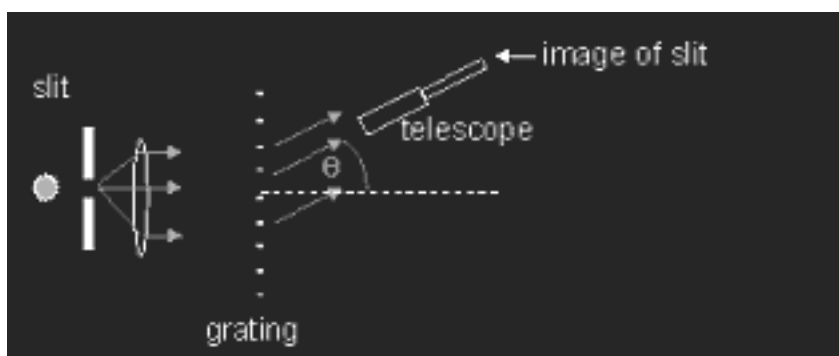 image of slit
slit
telescope
θ
grating